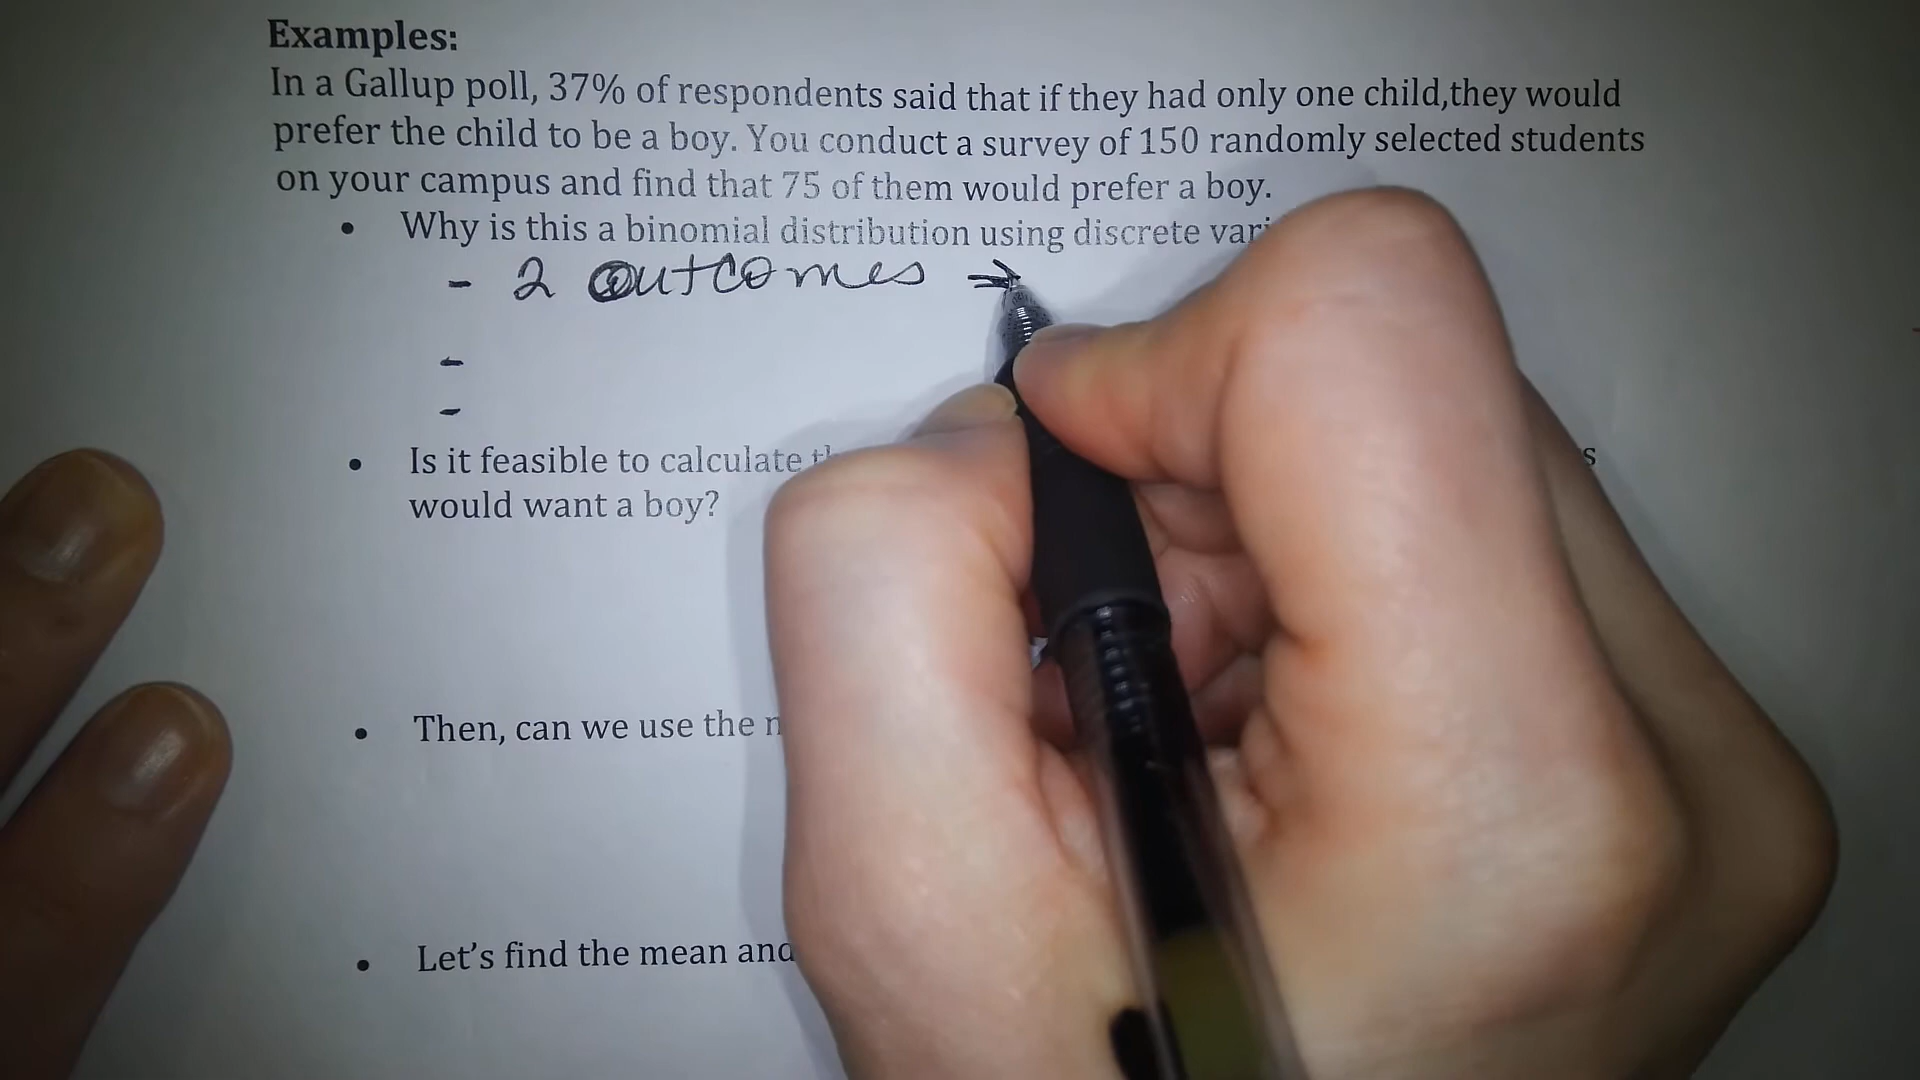 Examples:
In a Gallup poll, 37% of respondents said that if they had only one child,they would
prefer the child to be a boy. You conduct a survey of 150 randomly selected students
on your campus and find that 75 of them would prefer a boy.
• Why is this a binomial distribution using discrete
- 2 outcomes →
-
-
• Is it feasible to calculate
would want a boy?
• Then, can we use the
• Let's find the mean and